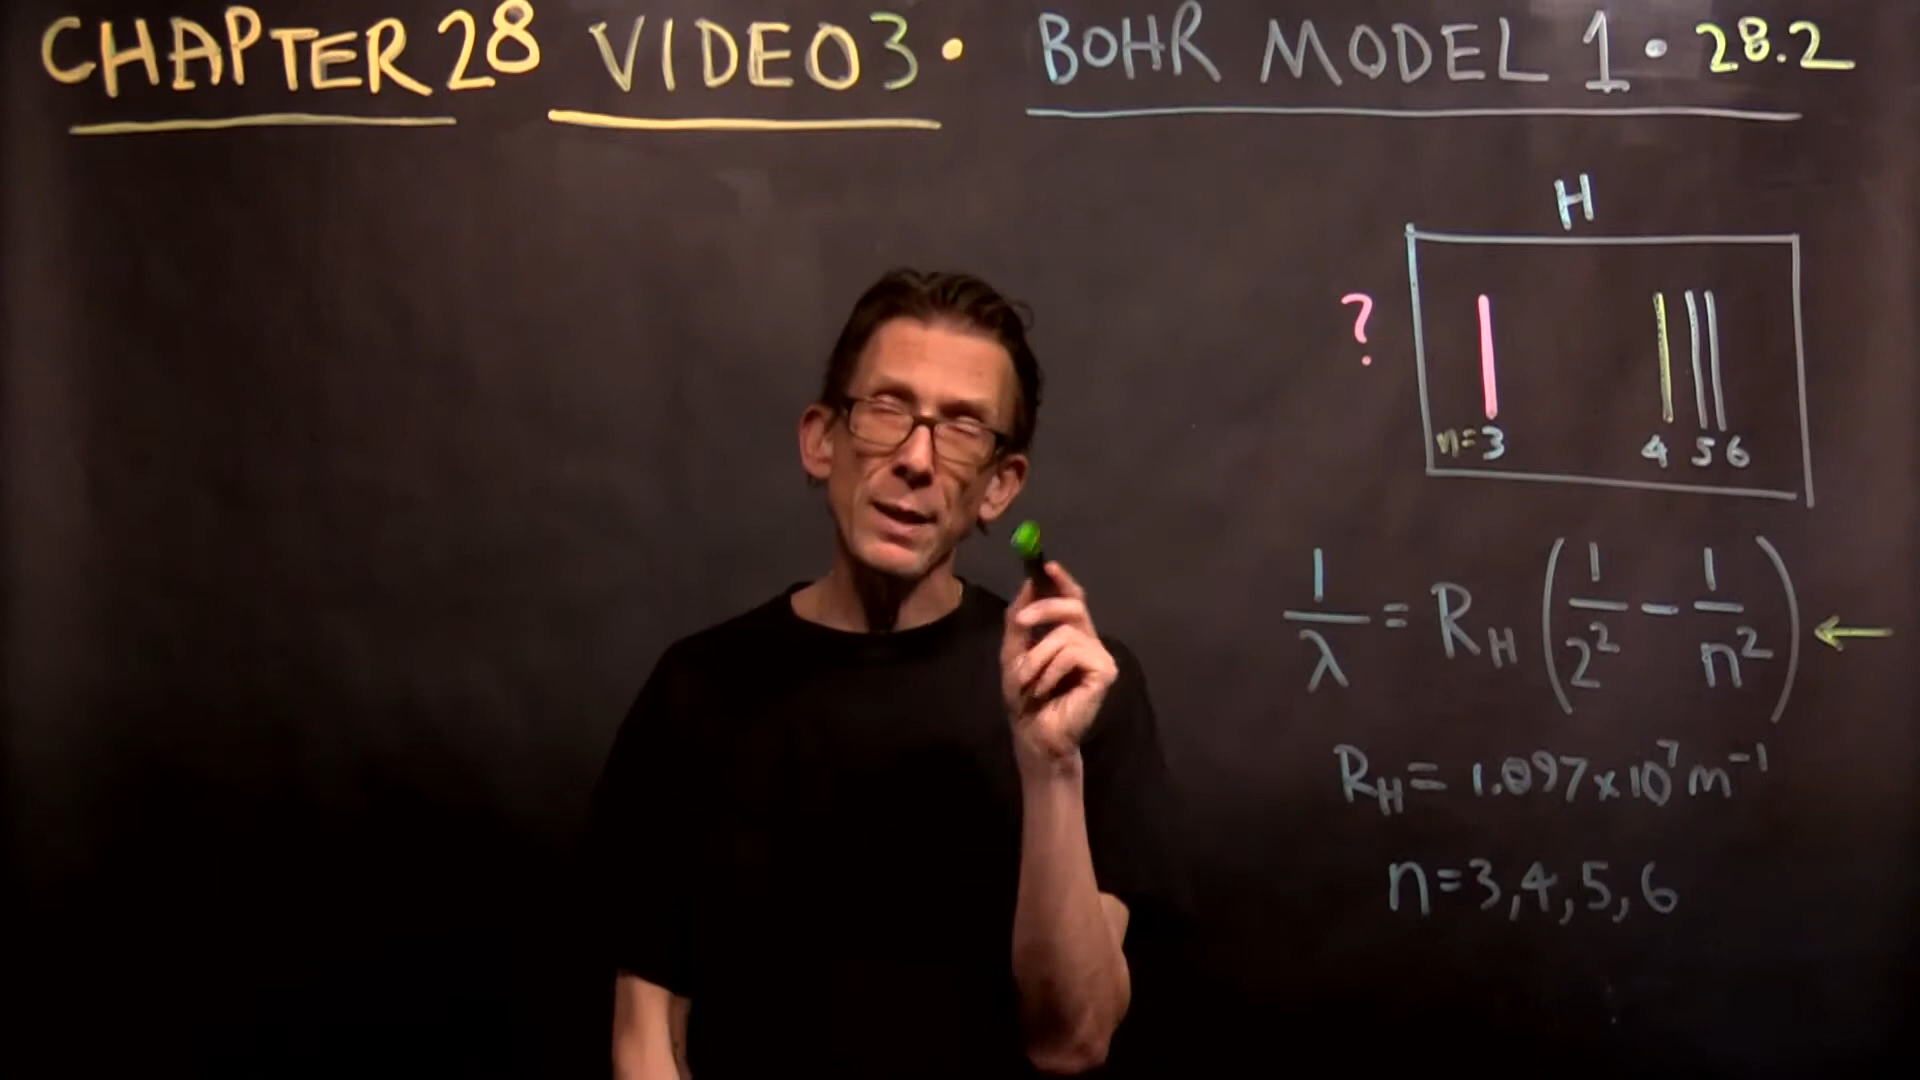 CHAPTER 28 VIDEO 3 • BOHR MODEL 1 • 28.2
H
?
n=3 4 5 6
1/λ = R_H (1/2² - 1/n²) ←
R_H = 1.097 × 10⁷ m⁻¹
n=3,4,5,6